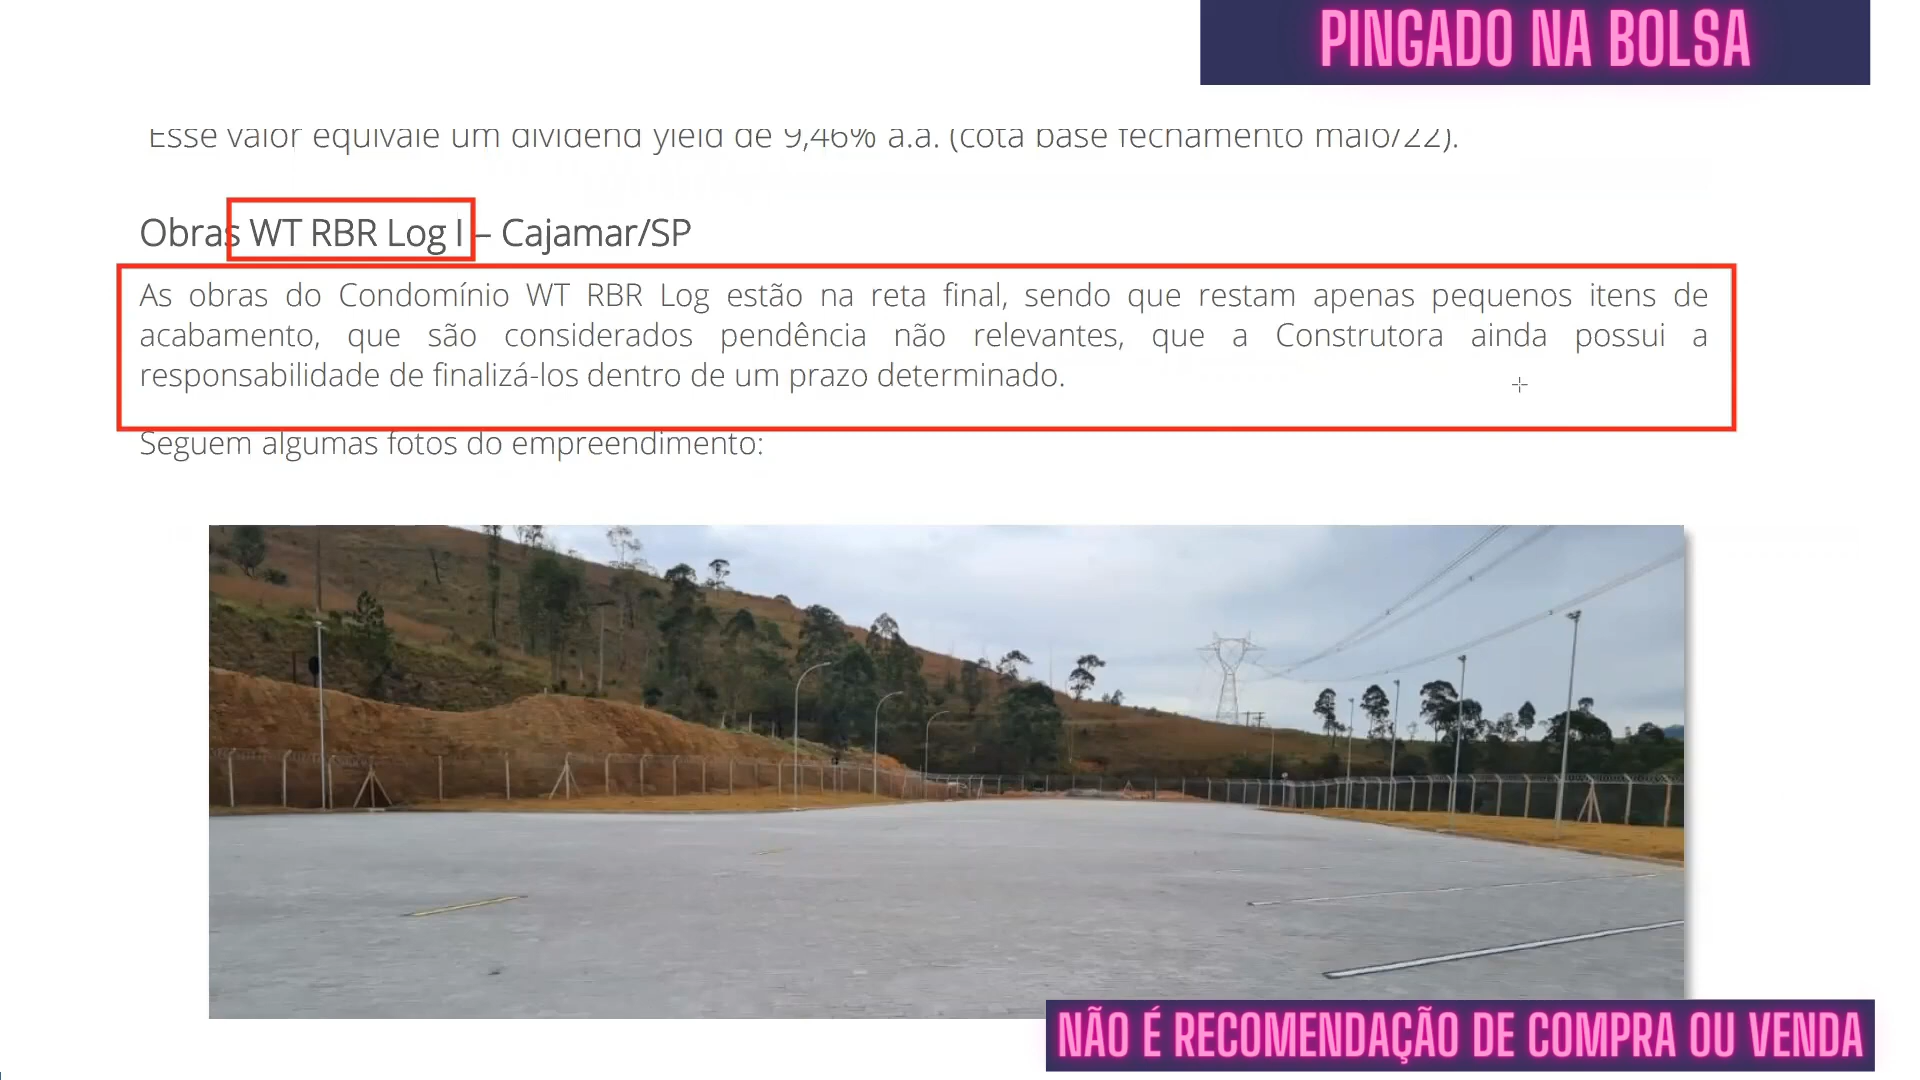 PINGADO NA BOLSA
Esse valor equivale um dividend yield de 9,46% a.a. (cota base fechamento maio/22).
Obras WT RBR Log I – Cajamar/SP
As obras do Condomínio WT RBR Log estão na reta final, sendo que restam apenas pequenos itens de
acabamento, que são considerados pendência não relevantes, que a Construtora ainda possui a
responsabilidade de finalizá-los dentro de um prazo determinado.
Seguem algumas fotos do empreendimento:
NÃO É RECOMENDAÇÃO DE COMPRA OU VENDA